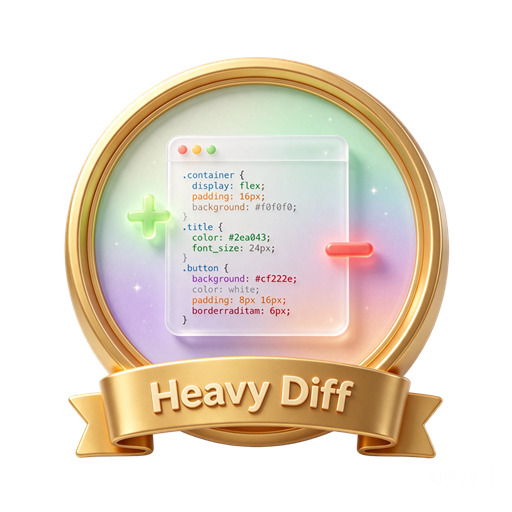 .container {
display: flex;
padding: 16px;
background: #f0f0f0;
}
.title {
color: #2ea043;
font_size: 24px;
}
.button {
background: #cf222e;
color: white;
padding: 8px 16px;
borderraditam: 6px;
}
Heavy Diff